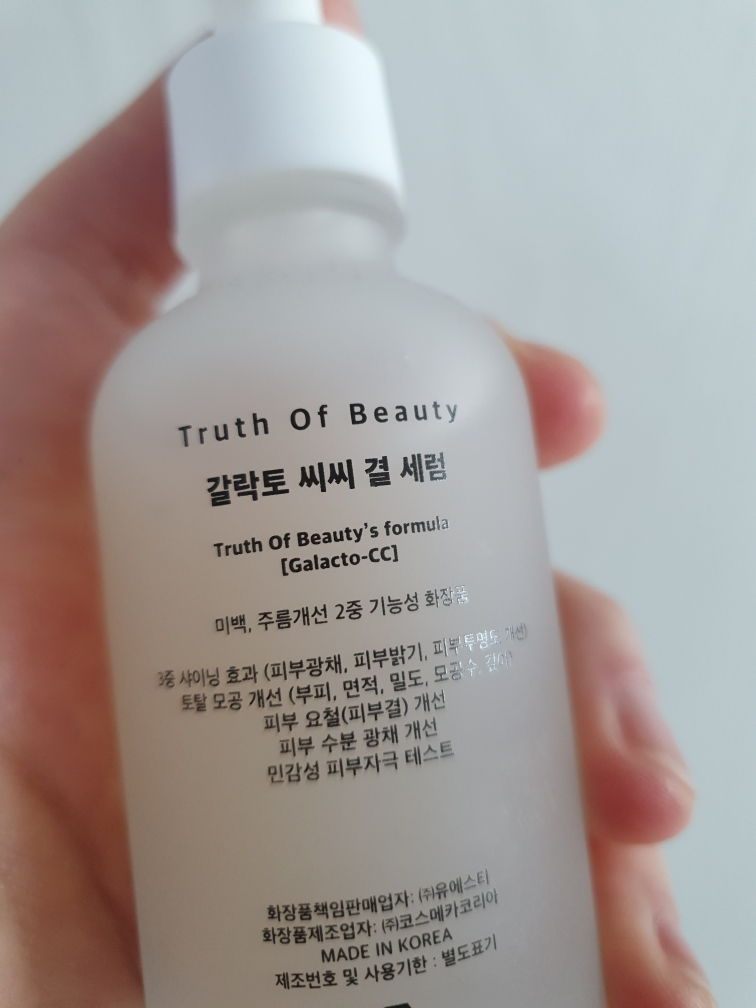 Truth Of Beauty
갈락토 씨씨 결 세럼
Truth Of Beauty's formula
[Galacto-CC]
미백, 주름개선 2중 기능성 화장품
3중 샤이닝 효과 (피부광채, 피부밝기, 피부투명도 개선)
토탈 모공 개선 (부피, 면적, 밀도, 모공수, 깊이)
피부 요철(피부결) 개선
피부 수분 광채 개선
민감성 피부자극 테스트
화장품책임판매업자: ㈜유에스티
화장품제조업자: ㈜코스메카코리아
MADE IN KOREA
제조번호 및 사용기한 : 별도표기